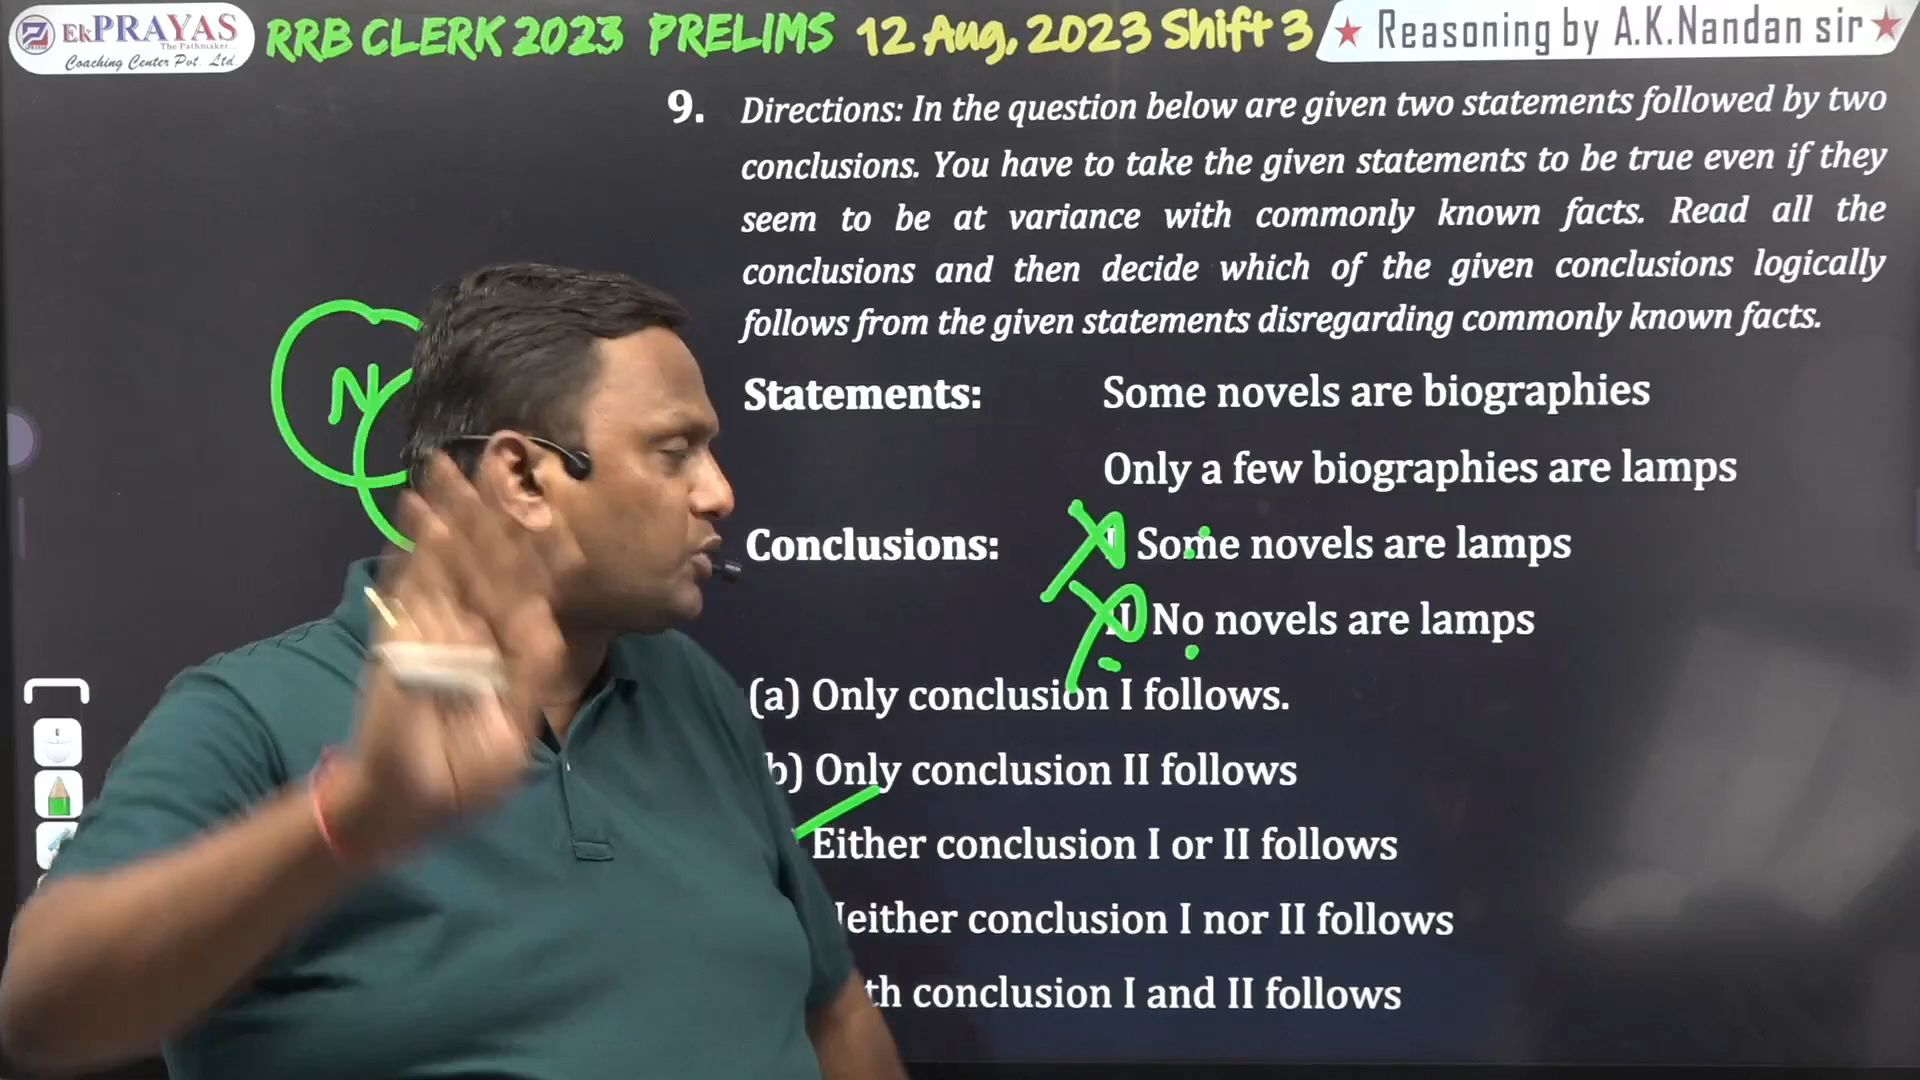 EkPRAYAS
The Pathmaker...
Coaching Center Pvt. Ltd.
RRB CLERK 2023 PRELIMS 12 Aug, 2023 Shift 3
Reasoning by A.K.Nandan sir
9. Directions: In the question below are given two statements followed by two
conclusions. You have to take the given statements to be true even if they
seem to be at variance with commonly known facts. Read all the
conclusions and then decide which of the given conclusions logically
follows from the given statements disregarding commonly known facts.
N
Statements: Some novels are biographies
Only a few biographies are lamps
Conclusions: I Some novels are lamps
II No novels are lamps
(a) Only conclusion I follows.
b) Only conclusion II follows
Either conclusion I or II follows
either conclusion I nor II follows
th conclusion I and II follows